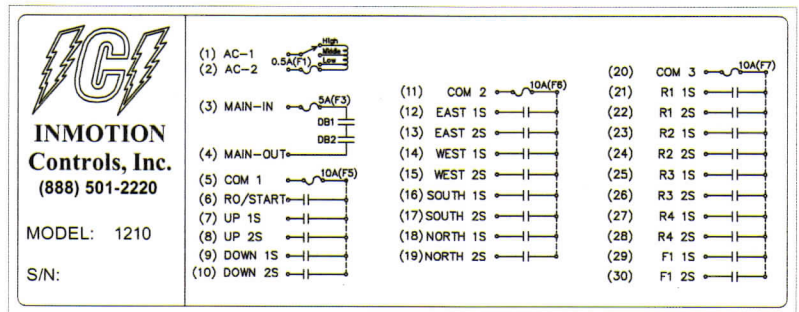 ICI
INMOTION
Controls, Inc.
(888) 501-2220
MODEL: 1210
S/N:
(1) AC-1
(2) AC-2
0.5A(F1)
High
Middle
Low
(3) MAIN-IN
5A(F3)
DB1
DB2
(4) MAIN-OUT
(5) COM 1
10A(F5)
(6) RO/START
(7) UP 1S
(8) UP 2S
(9) DOWN 1S
(10) DOWN 2S
(11) COM 2
10A(F6)
(12) EAST 1S
(13) EAST 2S
(14) WEST 1S
(15) WEST 2S
(16) SOUTH 1S
(17) SOUTH 2S
(18) NORTH 1S
(19) NORTH 2S
(20) COM 3
10A(F7)
(21) R1 1S
(22) R1 2S
(23) R2 1S
(24) R2 2S
(25) R3 1S
(26) R3 2S
(27) R4 1S
(28) R4 2S
(29) F1 1S
(30) F1 2S